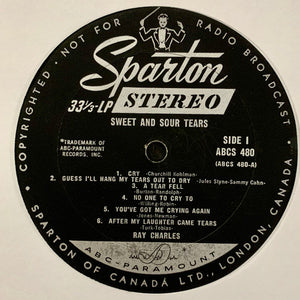 COPYRIGHTED · NOT FOR RADIO BROADCAST
Sparton
33⅓-LP STEREO
SWEET AND SOUR TEARS
*TRADEMARK OF
ABC-PARAMOUNT
RECORDS, INC.
SIDE 1
ABCS 480
(ABCS 480-A)
1. CRY -Churchill Kohlman-
2. GUESS I'LL HANG MY TEARS OUT TO DRY -Jules Styne-Sammy Cahn-
3. A TEAR FELL
-Burton-Randolph-
4. NO ONE TO CRY TO
5. YOU'VE GOT ME CRYING AGAIN
-Jones-Newman-
6. AFTER MY LAUGHTER CAME TEARS
-Turk-Tobias-
RAY CHARLES
ABC-PARAMOUNT
SPARTON OF CANADA LTD., LONDON, CANADA.